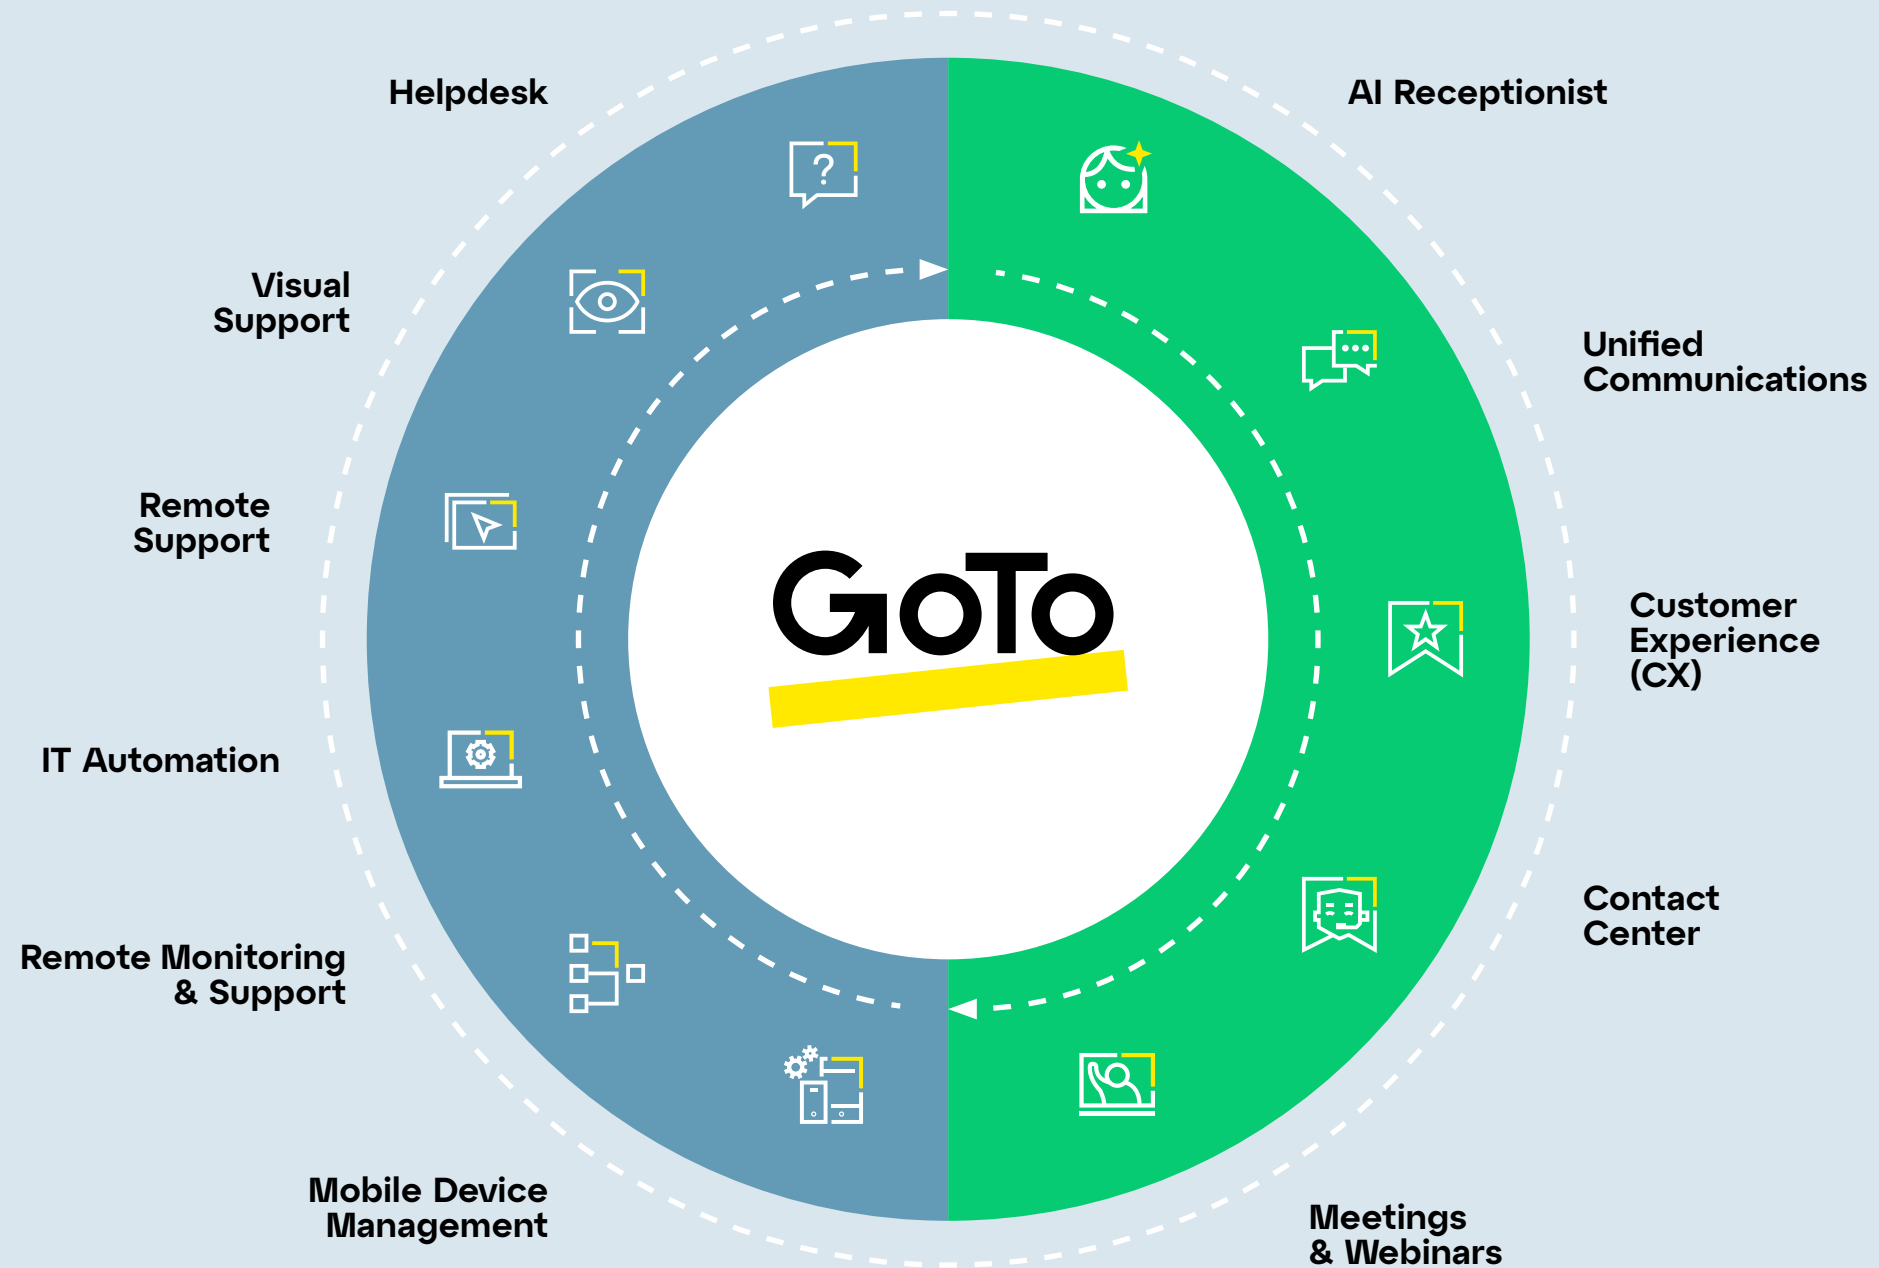 Helpdesk
AI Receptionist
?
Visual
Support
Unified
Communications
Remote
Support
GoTo
Customer
Experience
(CX)
IT Automation
Contact
Center
Remote Monitoring
& Support
Mobile Device
Management
Meetings
& Webinars